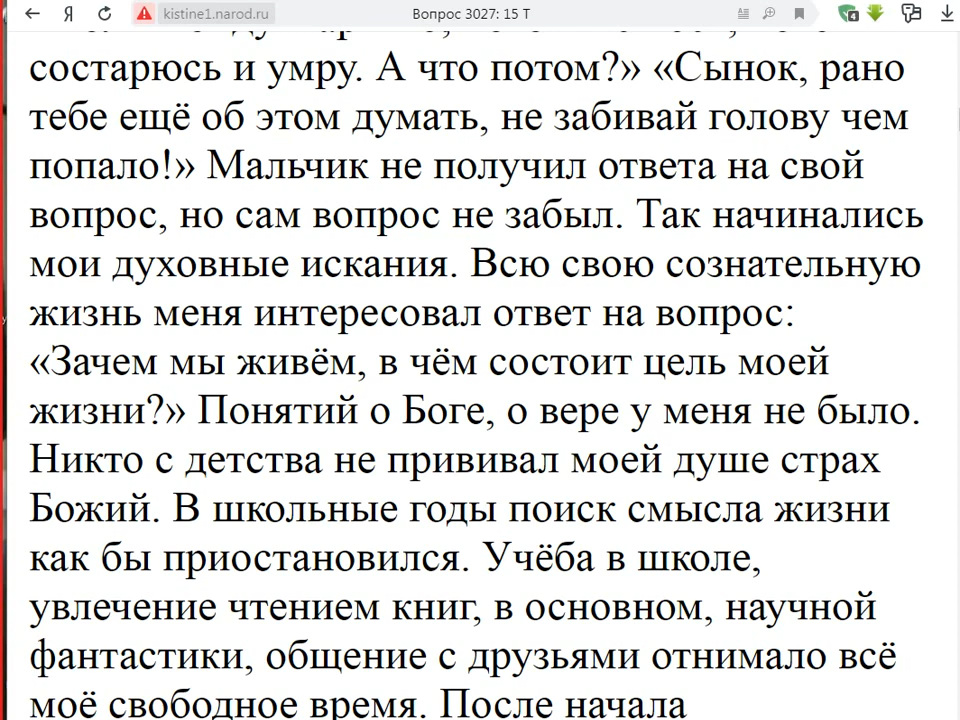 Я kistine1.narod.ru Вопрос 3027: 15 Т 4
состарюсь и умру. А что потом?» «Сынок, рано
тебе ещё об этом думать, не забивай голову чем
попало!» Мальчик не получил ответа на свой
вопрос, но сам вопрос не забыл. Так начинались
мои духовные искания. Всю свою сознательную
жизнь меня интересовал ответ на вопрос:
«Зачем мы живём, в чём состоит цель моей
жизни?» Понятий о Боге, о вере у меня не было.
Никто с детства не прививал моей душе страх
Божий. В школьные годы поиск смысла жизни
как бы приостановился. Учёба в школе,
увлечение чтением книг, в основном, научной
фантастики, общение с друзьями отнимало всё
моё свободное время. После начала